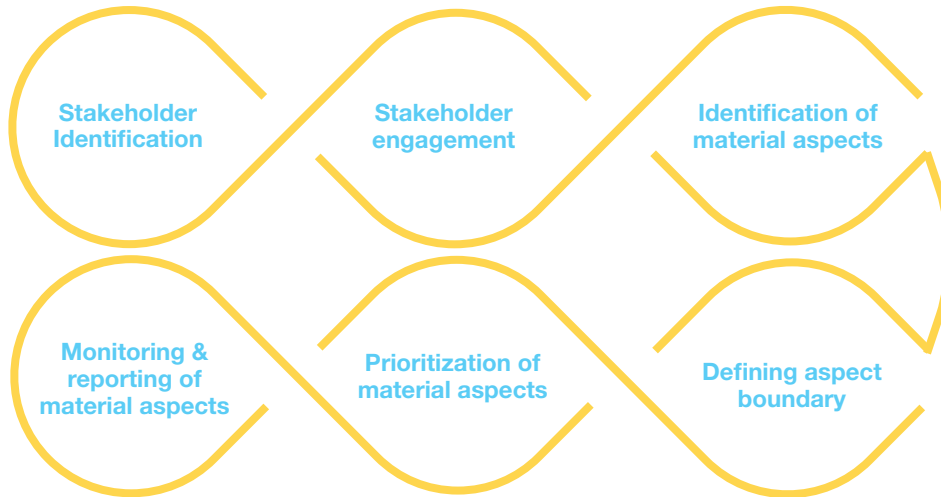 Stakeholder
Identification
Stakeholder
engagement
Identification of
material aspects
Monitoring &
reporting of
material aspects
Prioritization of
material aspects
Defining aspect
boundary